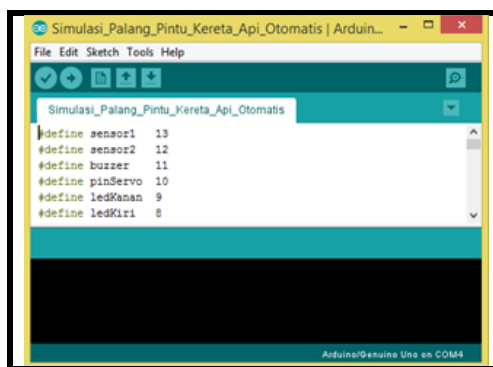 Simulasi_Palang_Pintu_Kereta_Api_Otomatis | Arduin...
File Edit Sketch Tools Help
Simulasi_Palang_Pintu_Kereta_Api_Otomatis
#define sensor1 13
#define sensor2 12
#define buzzer 11
#define pinServo 10
#define ledKanan 9
#define ledKiri 8
Arduino/Genuino Uno on COM4